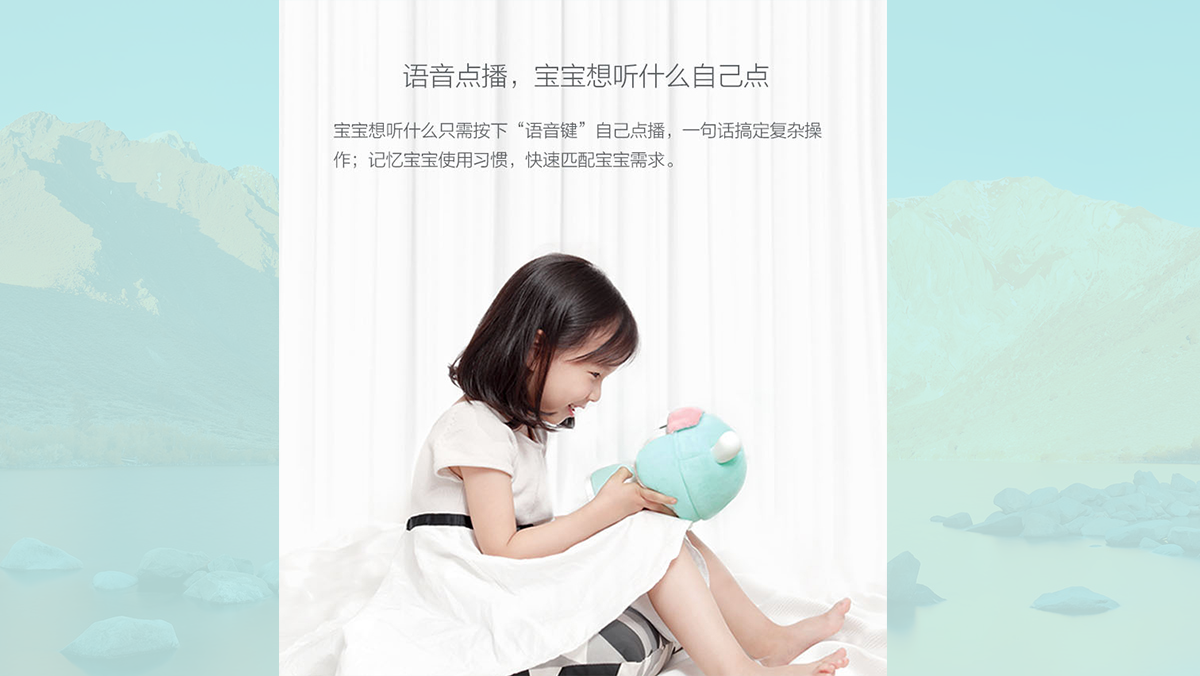 语音点播，宝宝想听什么自己点
宝宝想听什么只需按下“语音键”自己点播，一句话搞定复杂操
作；记忆宝宝使用习惯，快速匹配宝宝需求。